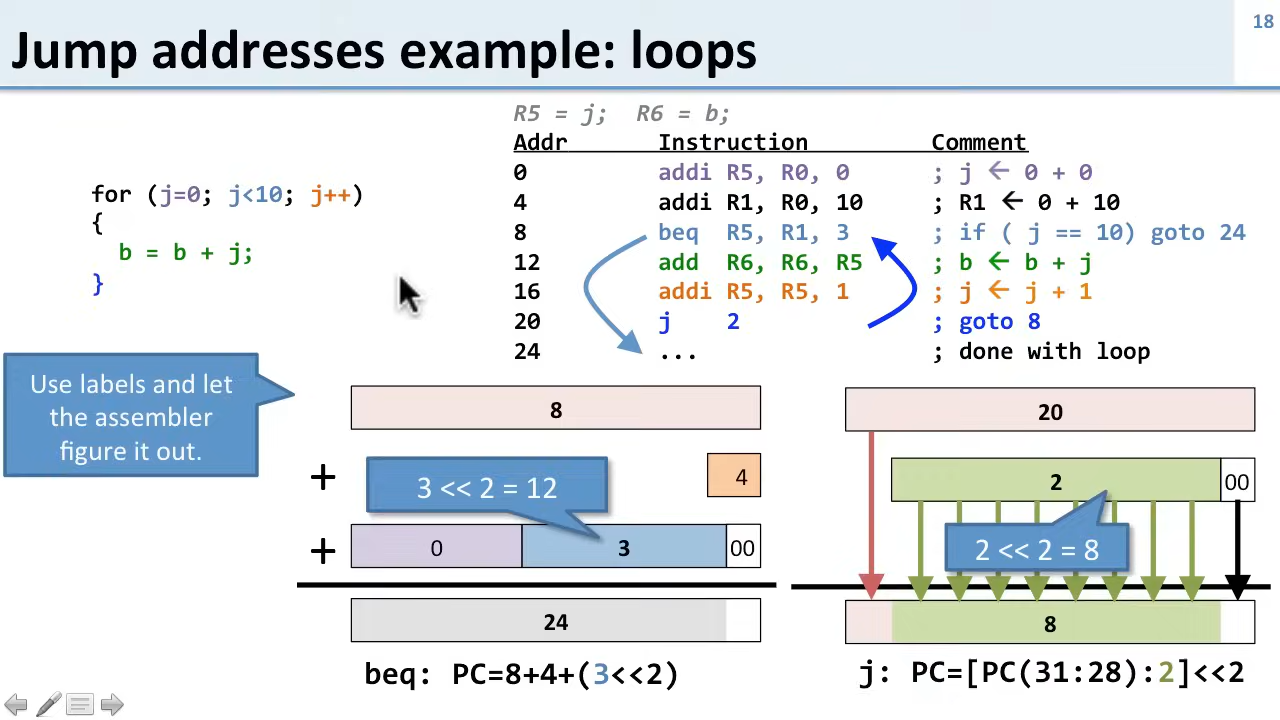 18
Jump addresses example: loops
R5 = j; R6 = b;
Addr Instruction Comment
0 addi R5, R0, 0 ; j ← 0 + 0
4 addi R1, R0, 10 ; R1 ← 0 + 10
8 beq R5, R1, 3 ; if ( j == 10) goto 24
12 add R6, R6, R5 ; b ← b + j
16 addi R5, R5, 1 ; j ← j + 1
20 j 2 ; goto 8
24 ... ; done with loop
for (j=0; j<10; j++)
{
b = b + j;
}
Use labels and let
the assembler
figure it out.
8
+ 4
3 << 2 = 12
+ 0 3 00
24
beq: PC=8+4+(3<<2)
20
2 00
2 << 2 = 8
8
j: PC=[PC(31:28):2]<<2